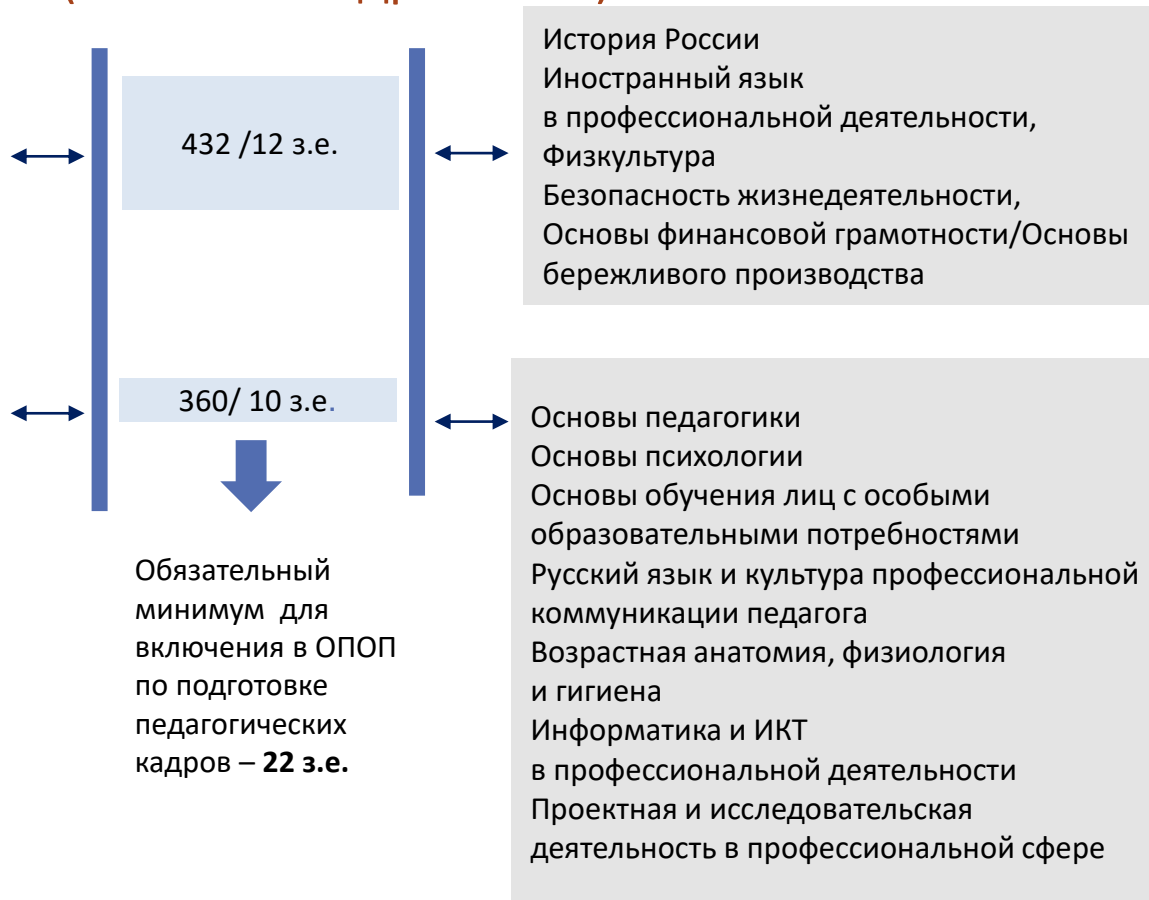 432 /12 з.е.
История России
Иностранный язык
в профессиональной деятельности,
Физкультура
Безопасность жизнедеятельности,
Основы финансовой грамотности/Основы
бережливого производства
360/ 10 з.е.
Обязательный
минимум для
включения в ОПОП
по подготовке
педагогических
кадров – 22 з.е.
Основы педагогики
Основы психологии
Основы обучения лиц с особыми
образовательными потребностями
Русский язык и культура профессиональной
коммуникации педагога
Возрастная анатомия, физиология
и гигиена
Информатика и ИКТ
в профессиональной деятельности
Проектная и исследовательская
деятельность в профессиональной сфере